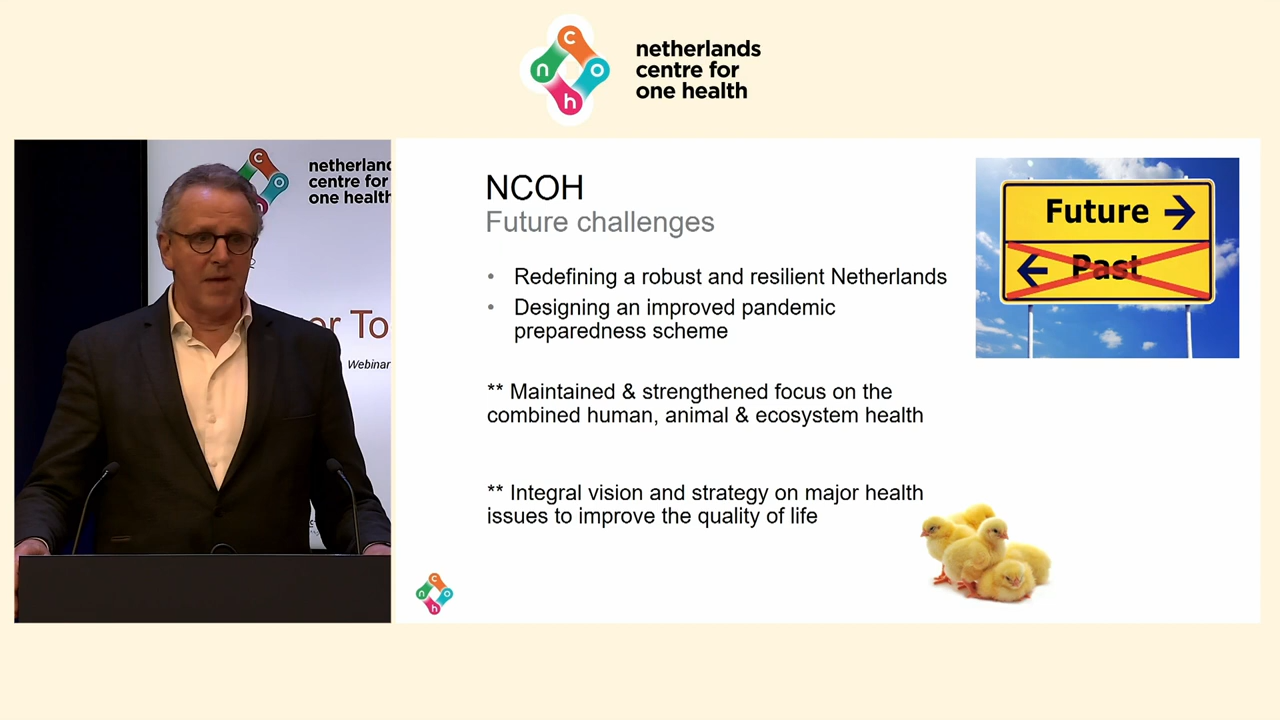 netherlands
centre for
one health
c
n o
h
netherlan
centre for
one health
c
o
Webinar
NCOH
Future challenges
• Redefining a robust and resilient Netherlands
• Designing an improved pandemic
preparedness scheme
** Maintained & strengthened focus on the
combined human, animal & ecosystem health
** Integral vision and strategy on major health
issues to improve the quality of life
Future →
← Past
c
n o
h